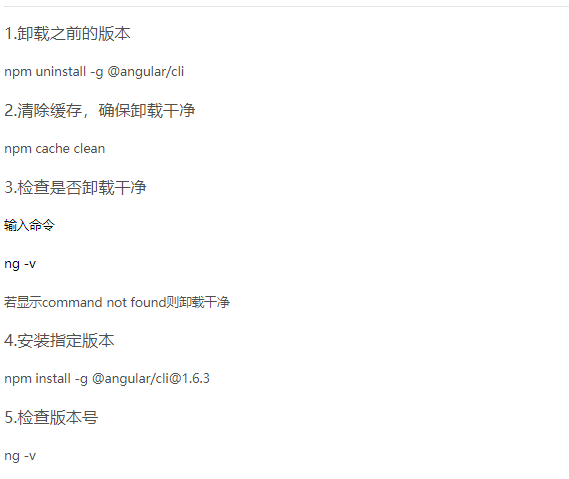 1.卸载之前的版本
npm uninstall -g @angular/cli
2.清除缓存，确保卸载干净
npm cache clean
3.检查是否卸载干净
输入命令
ng -v
若显示command not found则卸载干净
4.安装指定版本
npm install -g @angular/cli@1.6.3
5.检查版本号
ng -v